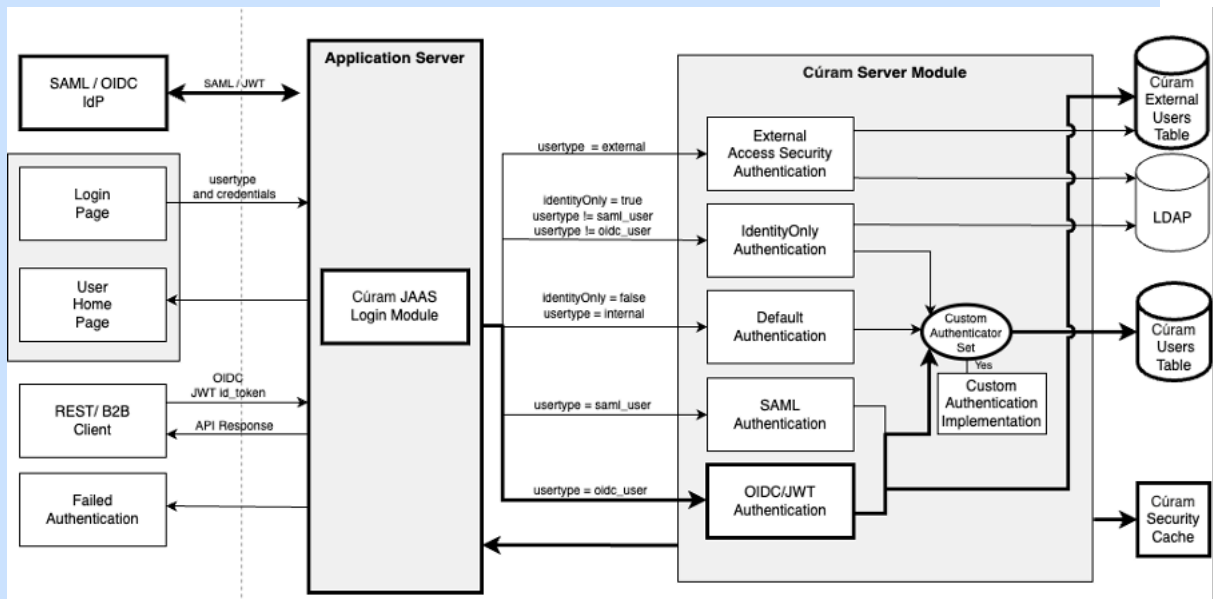 Application Server
Cúram Server Module
SAML / OIDC
IdP
SAML / JWT
Login
Page
usertype
and credentials
User
Home
Page
OIDC
JWT id_token
REST/ B2B
Client
API Response
Failed
Authentication
Cúram JAAS
Login Module
usertype = external
identityOnly = true
usertype != saml_user
usertype != oidc_user
identityOnly = false
usertype = internal
usertype = saml_user
usertype = oidc_user
External
Access Security
Authentication
IdentityOnly
Authentication
Default
Authentication
SAML
Authentication
OIDC/JWT
Authentication
Custom
Authenticator
Set
Yes
Custom
Authentication
Implementation
Cúram
External
Users
Table
LDAP
Cúram
Users
Table
Cúram
Security
Cache